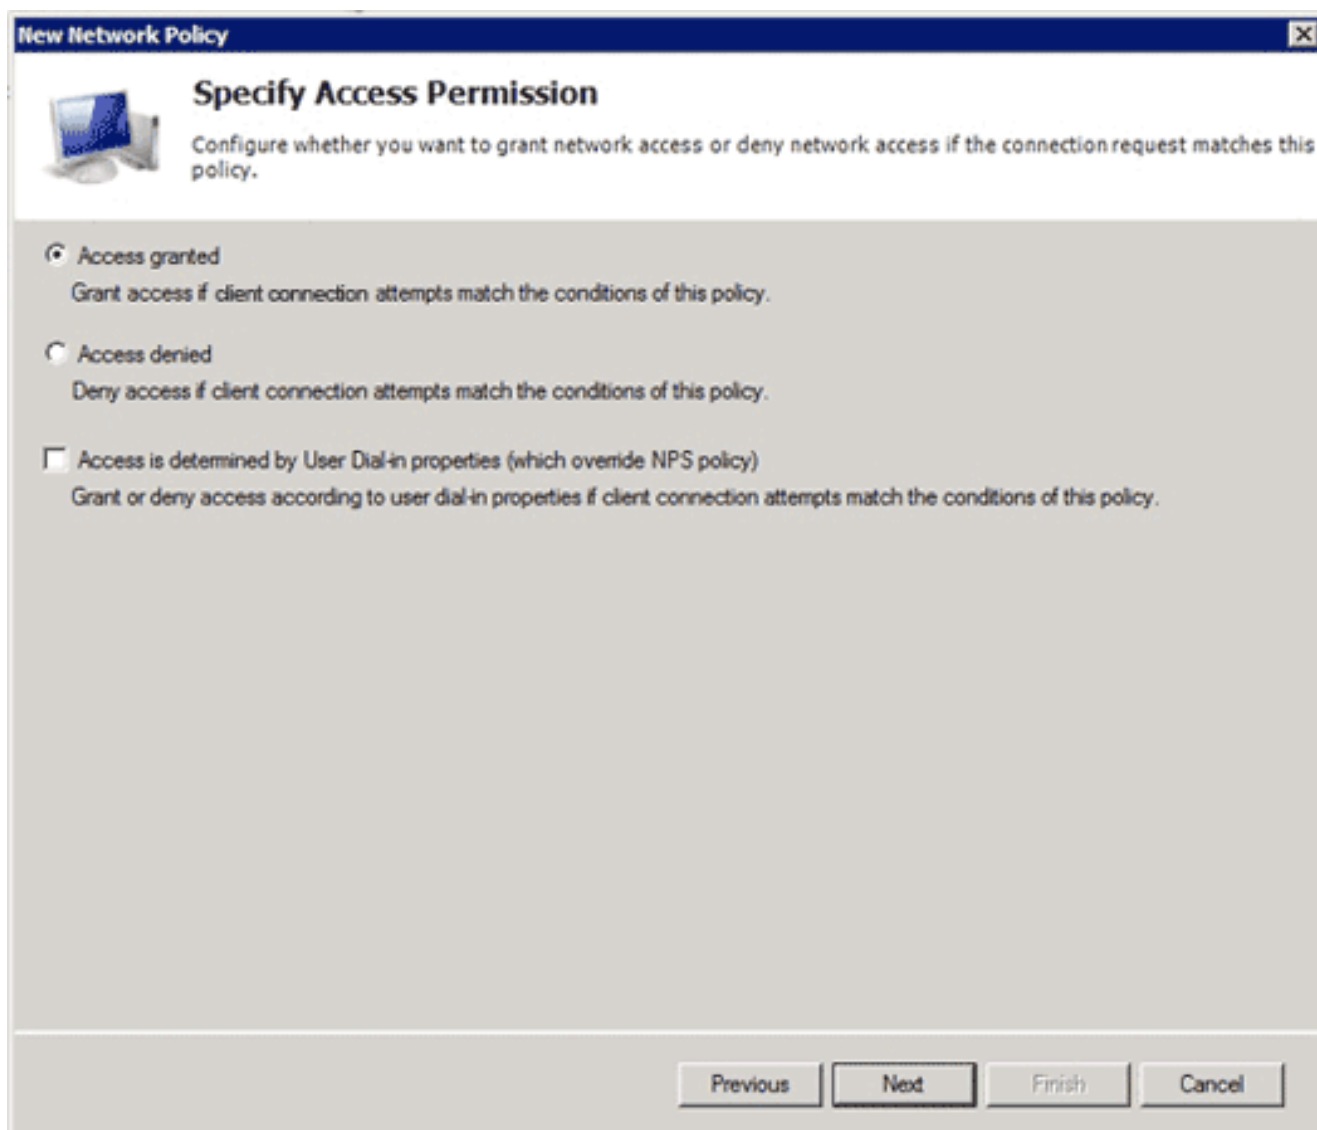 New Network Policy
Specify Access Permission
Configure whether you want to grant network access or deny network access if the connection request matches this
policy.
Access granted
Grant access if client connection attempts match the conditions of this policy.
Access denied
Deny access if client connection attempts match the conditions of this policy.
Access is determined by User Dial-in properties (which override NPS policy)
Grant or deny access according to user dial-in properties if client connection attempts match the conditions of this policy.
Previous Next Finish Cancel